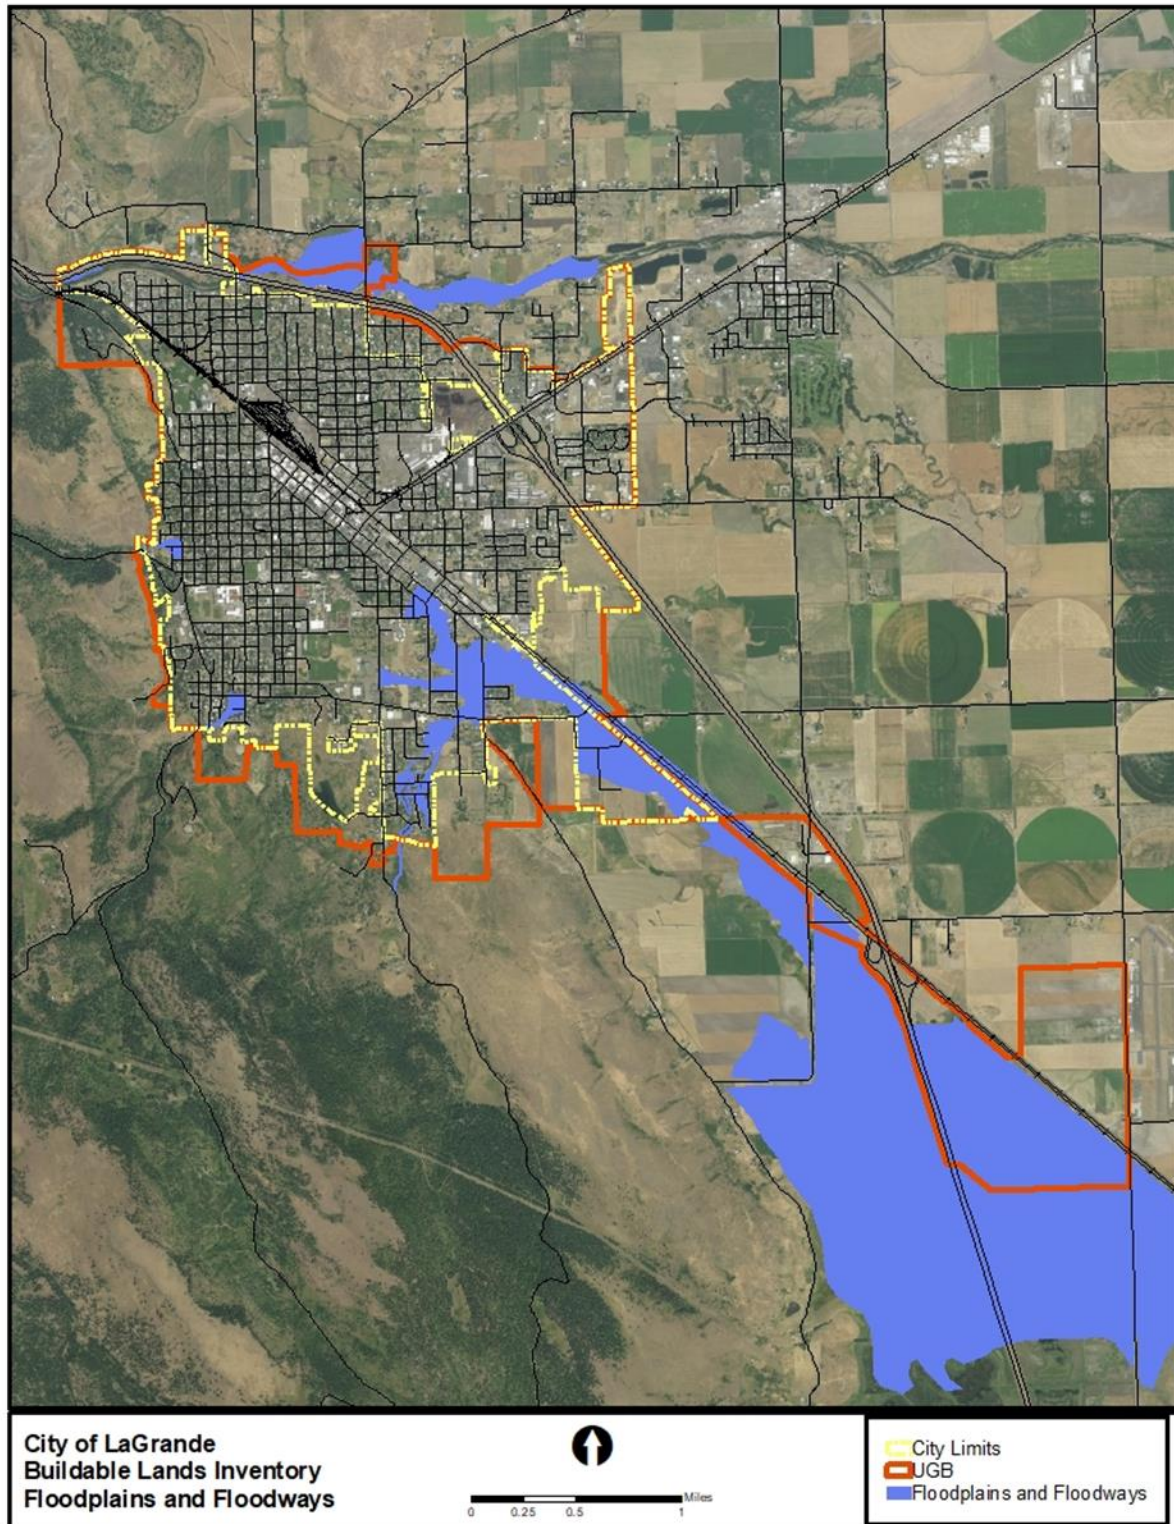 City of LaGrande
Buildable Lands Inventory
Floodplains and Floodways
Miles
0 0.25 0.5 1
City Limits
UGB
Floodplains and Floodways